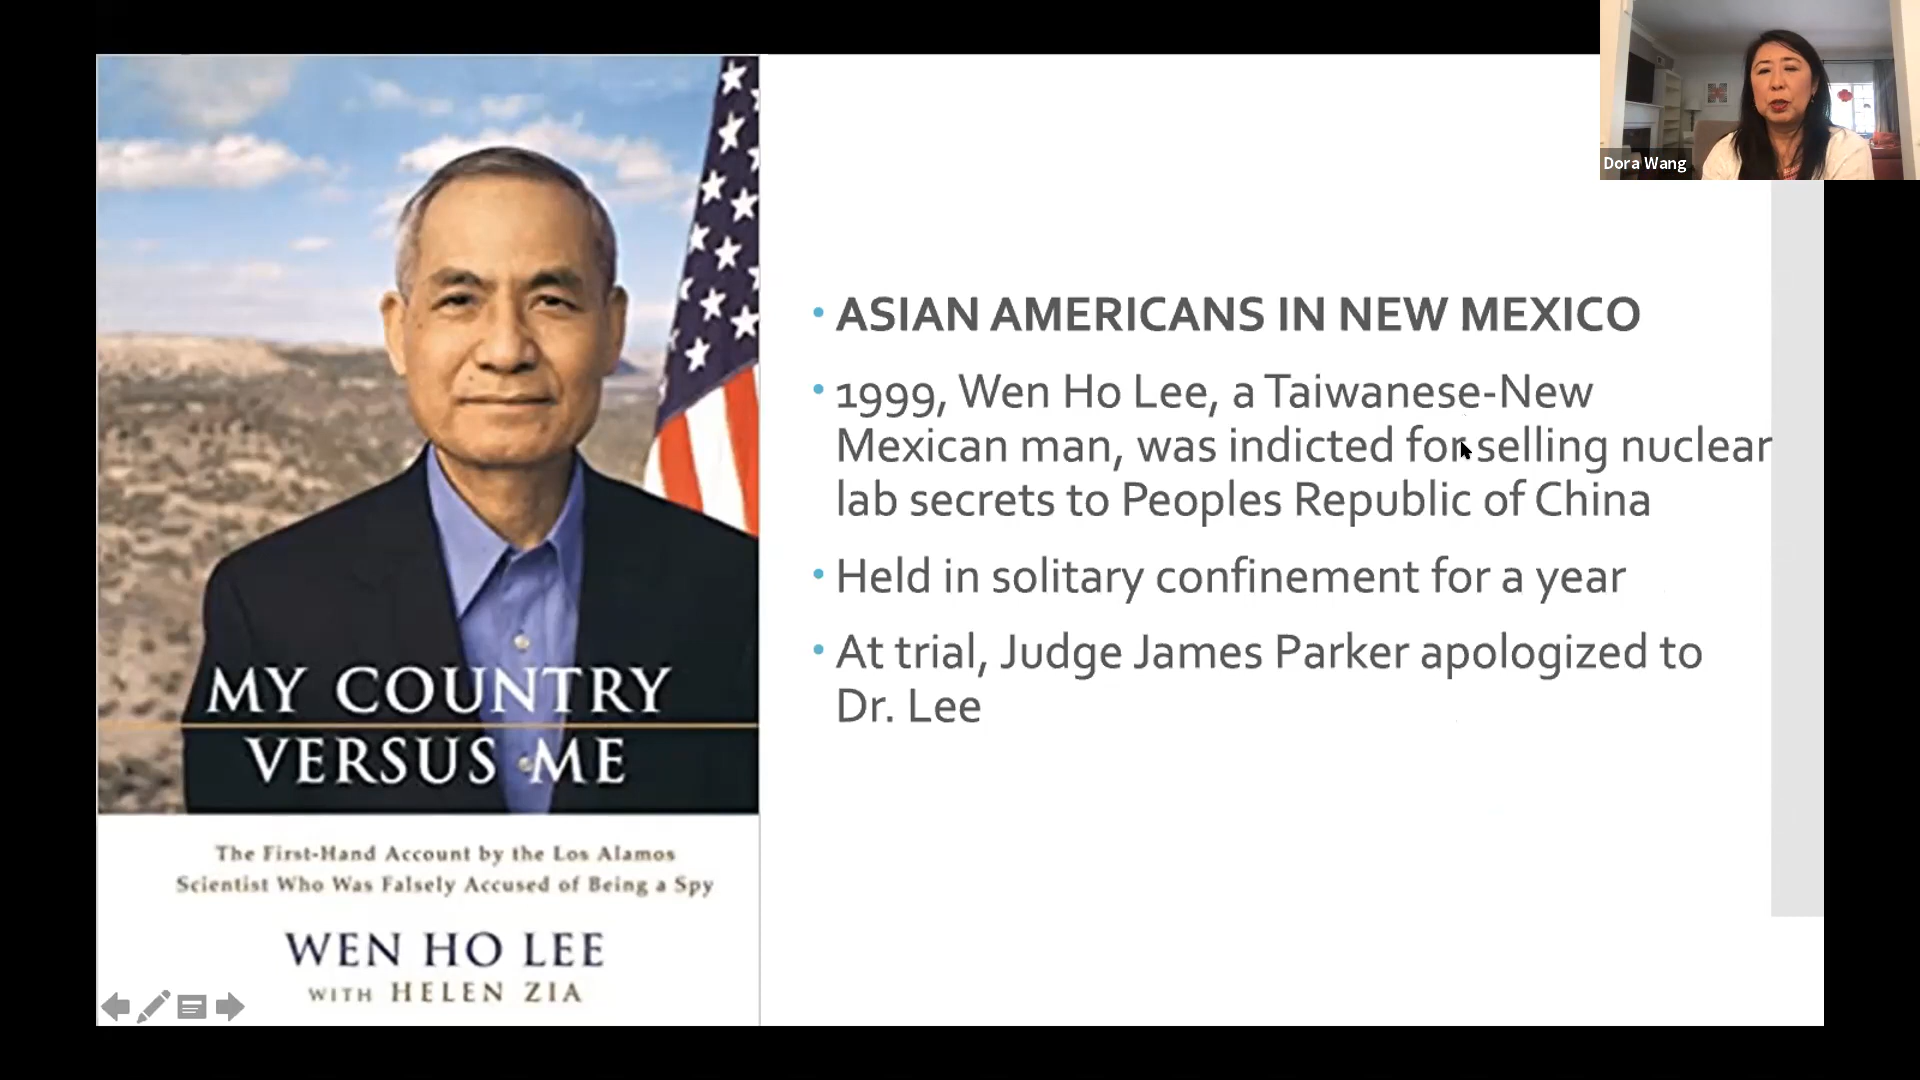 Dora Wang
MY COUNTRY
VERSUS ME
The First-Hand Account by the Los Alamos
Scientist Who Was Falsely Accused of Being a Spy
WEN HO LEE
WITH HELEN ZIA
• ASIAN AMERICANS IN NEW MEXICO
• 1999, Wen Ho Lee, a Taiwanese-New
Mexican man, was indicted for selling nuclear
lab secrets to Peoples Republic of China
• Held in solitary confinement for a year
• At trial, Judge James Parker apologized to
Dr. Lee